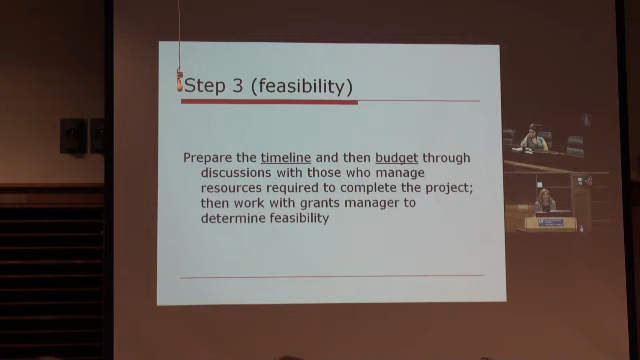 Step 3 (feasibility)
Prepare the timeline and then budget through
discussions with those who manage
resources required to complete the project;
then work with grants manager to
determine feasibility